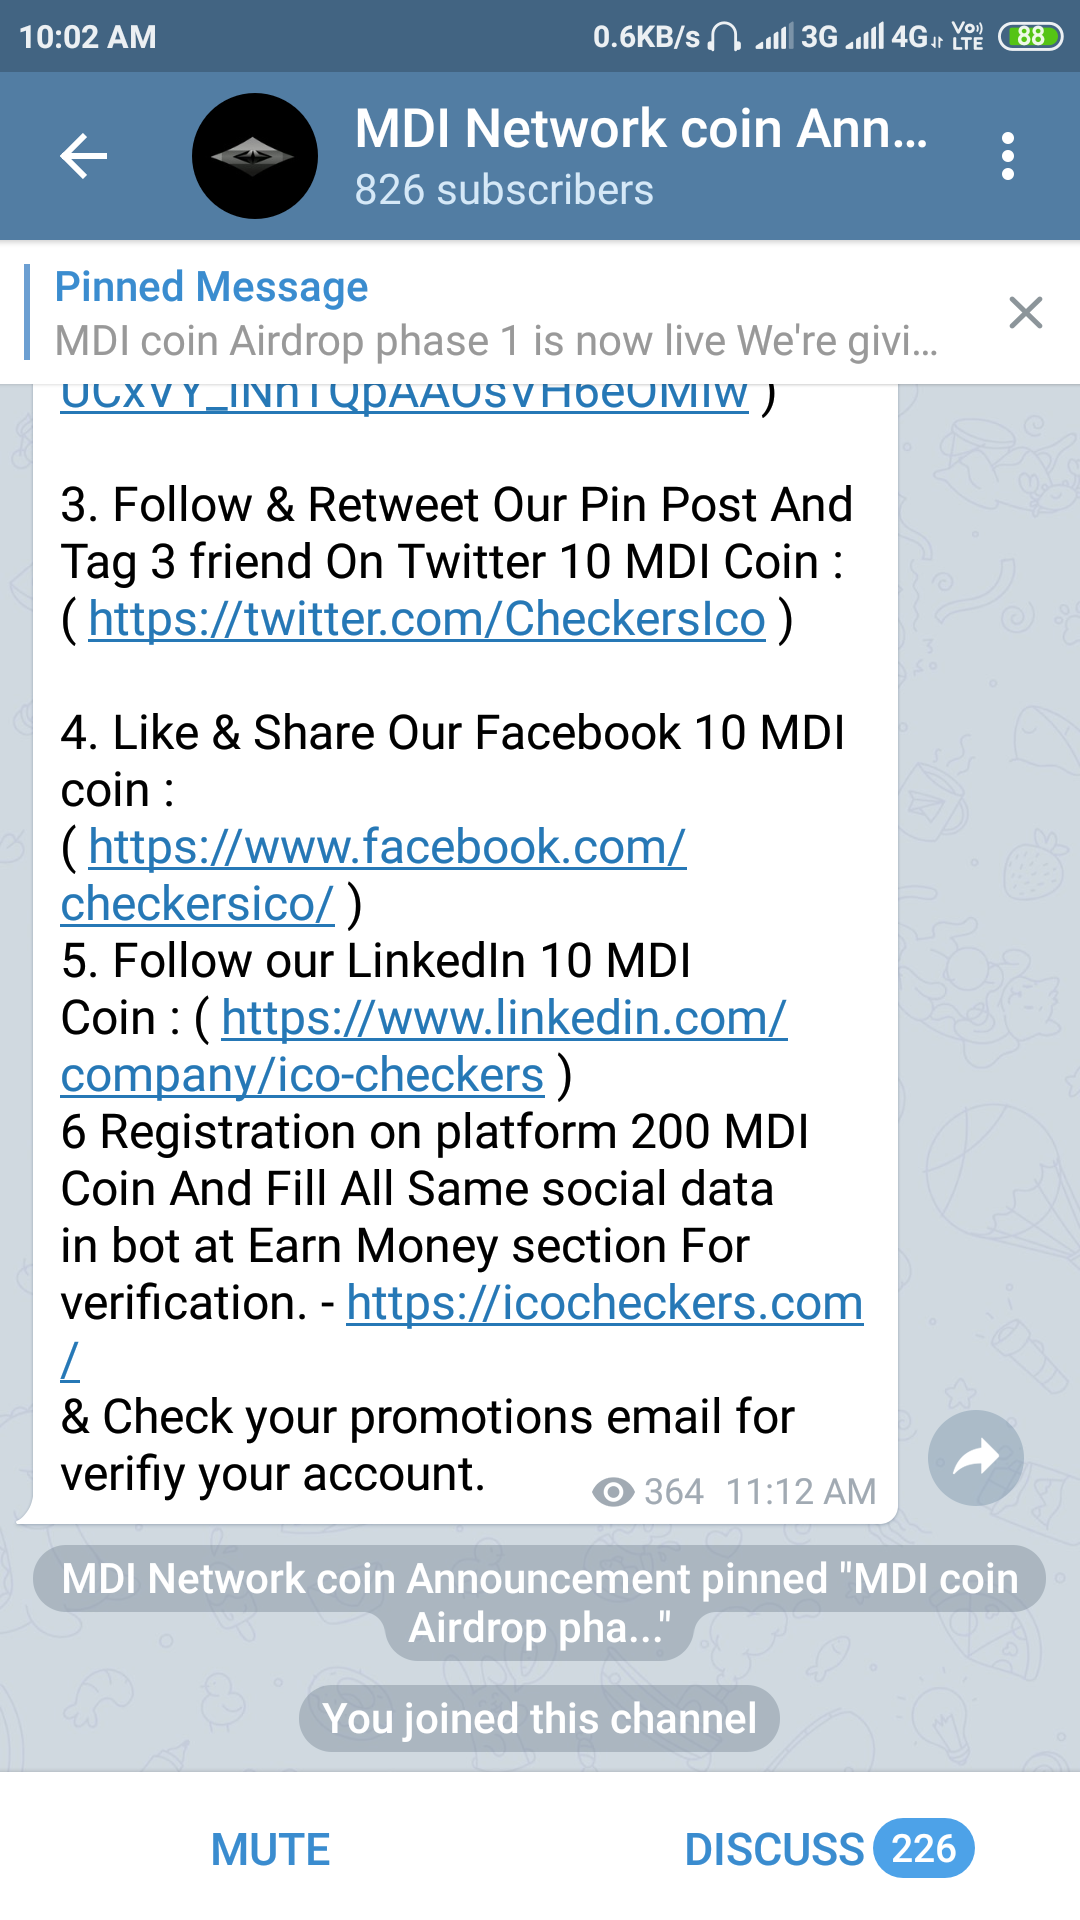 10:02 AM
0.6KB/s 3G 4G VoLTE 88
MDI Network coin Ann...
826 subscribers
Pinned Message
MDI coin Airdrop phase 1 is now live We're givi...
)
3. Follow & Retweet Our Pin Post And
Tag 3 friend On Twitter 10 MDI Coin :
( https://twitter.com/CheckersIco )
4. Like & Share Our Facebook 10 MDI
coin :
( https://www.facebook.com/
checkersico/ )
5. Follow our LinkedIn 10 MDI
Coin : ( https://www.linkedin.com/
company/ico-checkers )
6 Registration on platform 200 MDI
Coin And Fill All Same social data
in bot at Earn Money section For
verification. - https://icocheckers.com
/
& Check your promotions email for
verifiy your account.
364 11:12 AM
MDI Network coin Announcement pinned "MDI coin
Airdrop pha..."
You joined this channel
MUTE
DISCUSS 226